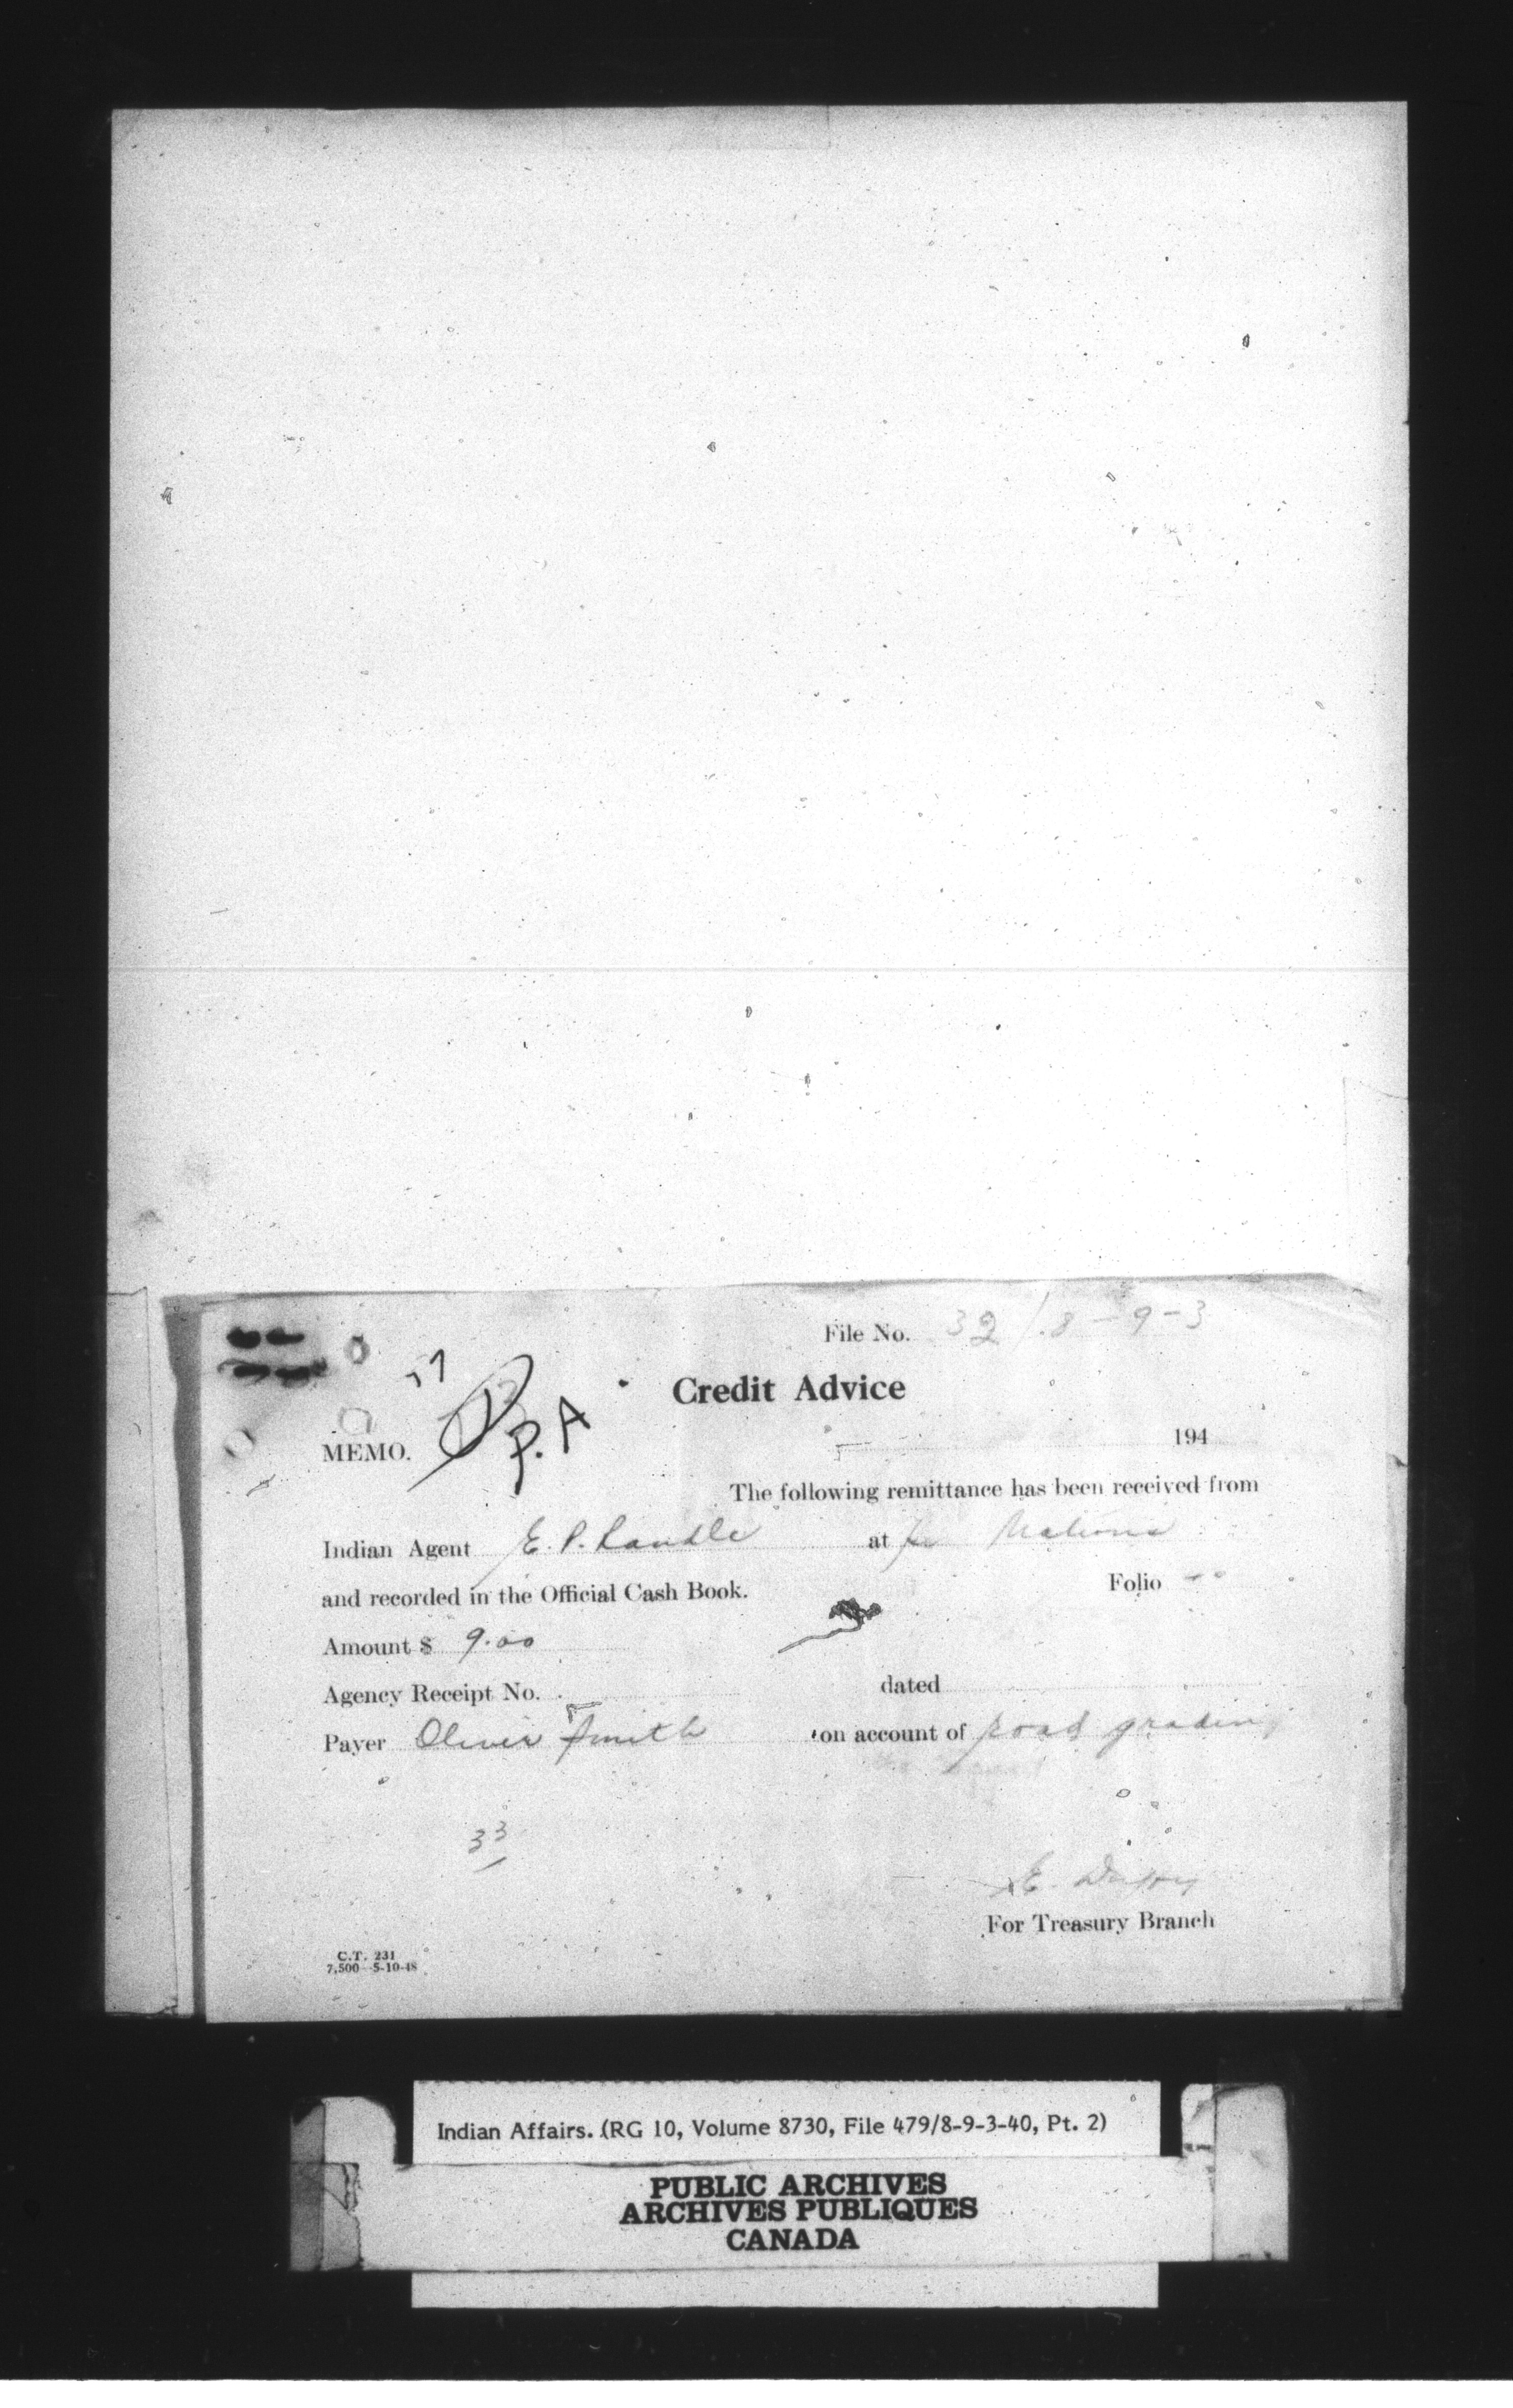 File No. 32/.8-9-3
Credit Advice
P.A
MEMO.
194
The following remittance has been received from
Indian Agent E. P. Randle at Nations
and recorded in the Official Cash Book. Folio
Amount $ 9.00
Agency Receipt No. dated
Payer Oliver Smith on account of road grading
33
For Treasury Branch
C.T. 231
7,500 5-10-48
Indian Affairs. (RG 10, Volume 8730, File 479/8-9-3-40, Pt. 2)
PUBLIC ARCHIVES
ARCHIVES PUBLIQUES
CANADA